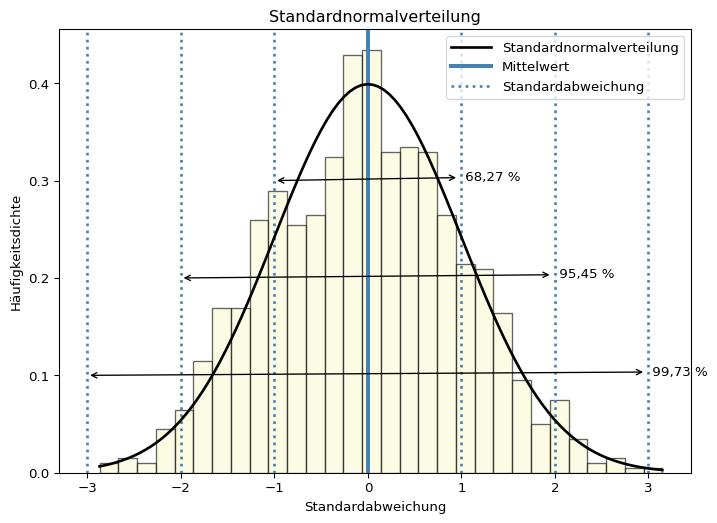 Standardnormalverteilung
Standardnormalverteilung
Mittelwert
Standardabweichung
0.4
0.3
0.2
0.1
0.0
Häufigkeitsdichte
68,27 %
95,45 %
99,73 %
−3 −2 −1 0 1 2 3
Standardabweichung